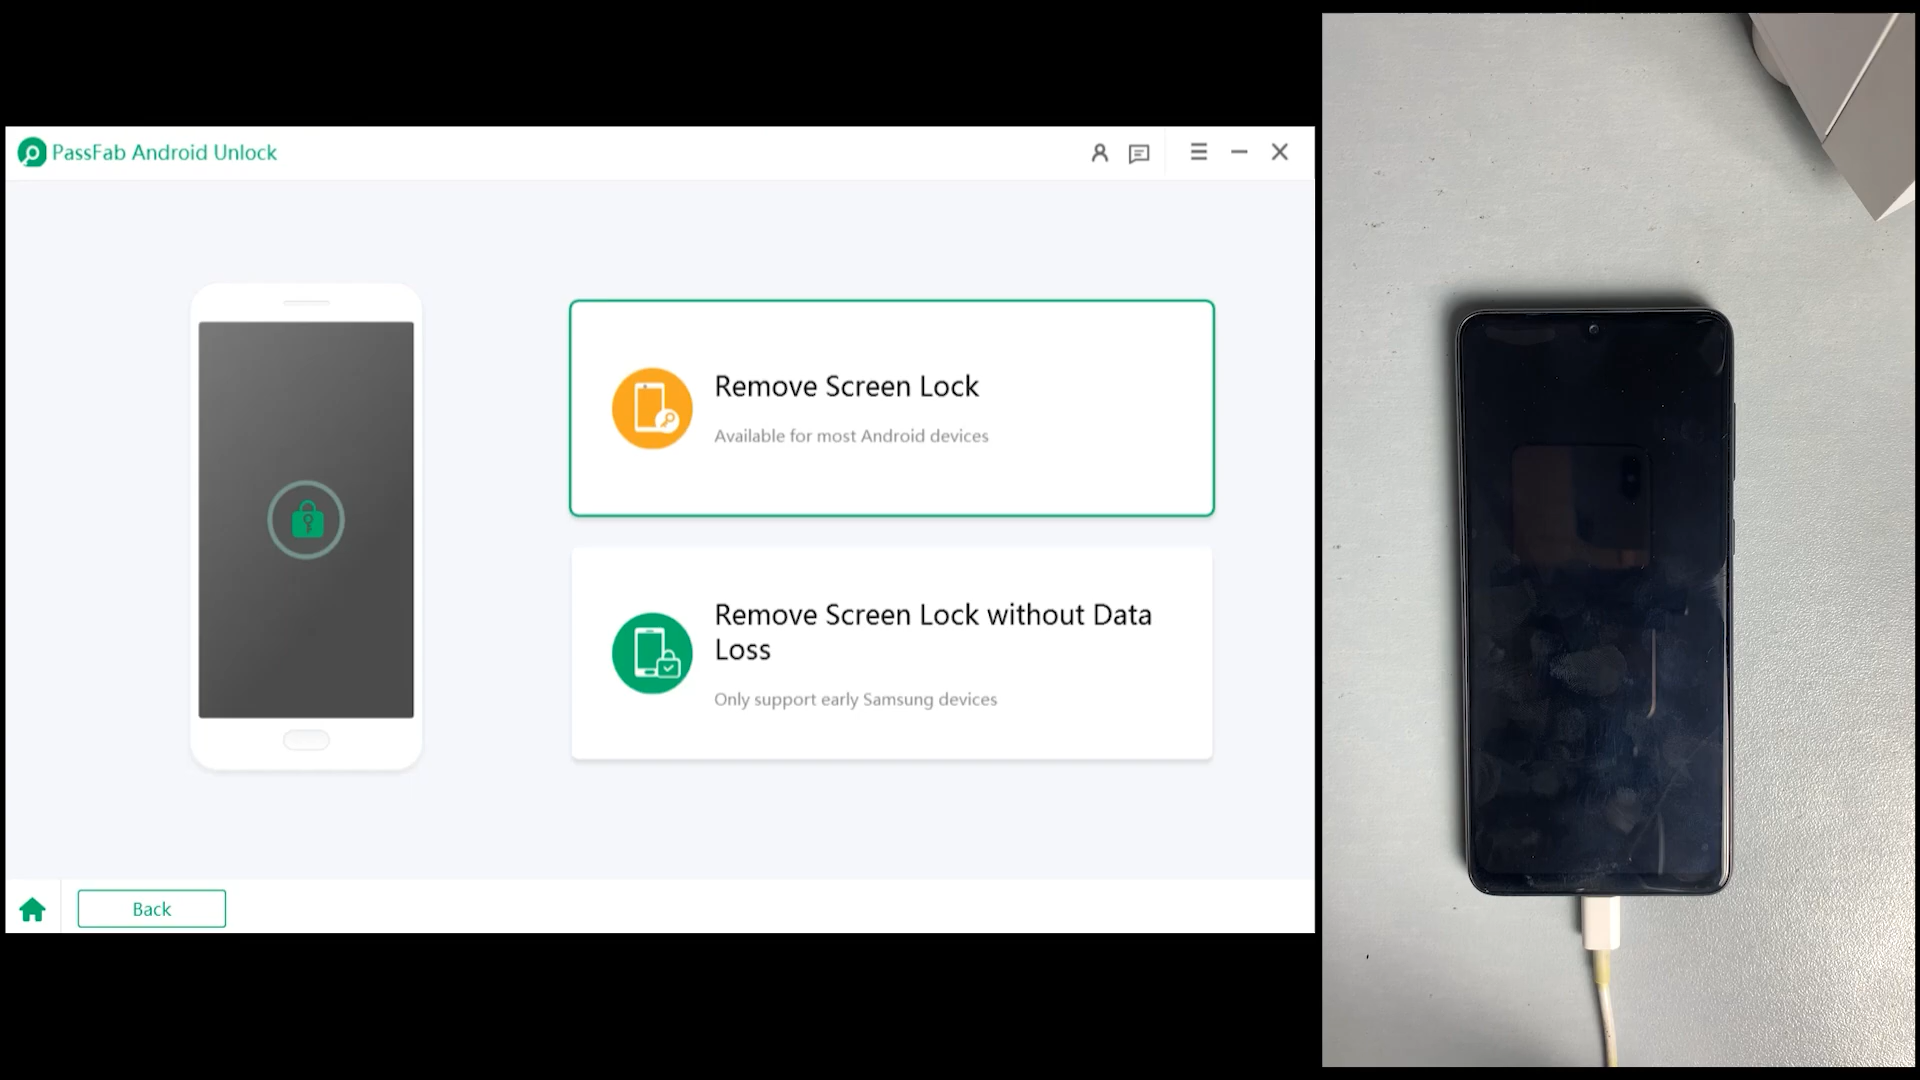 PassFab Android Unlock
Remove Screen Lock
Available for most Android devices
Remove Screen Lock without Data
Loss
Only support early Samsung devices
Back